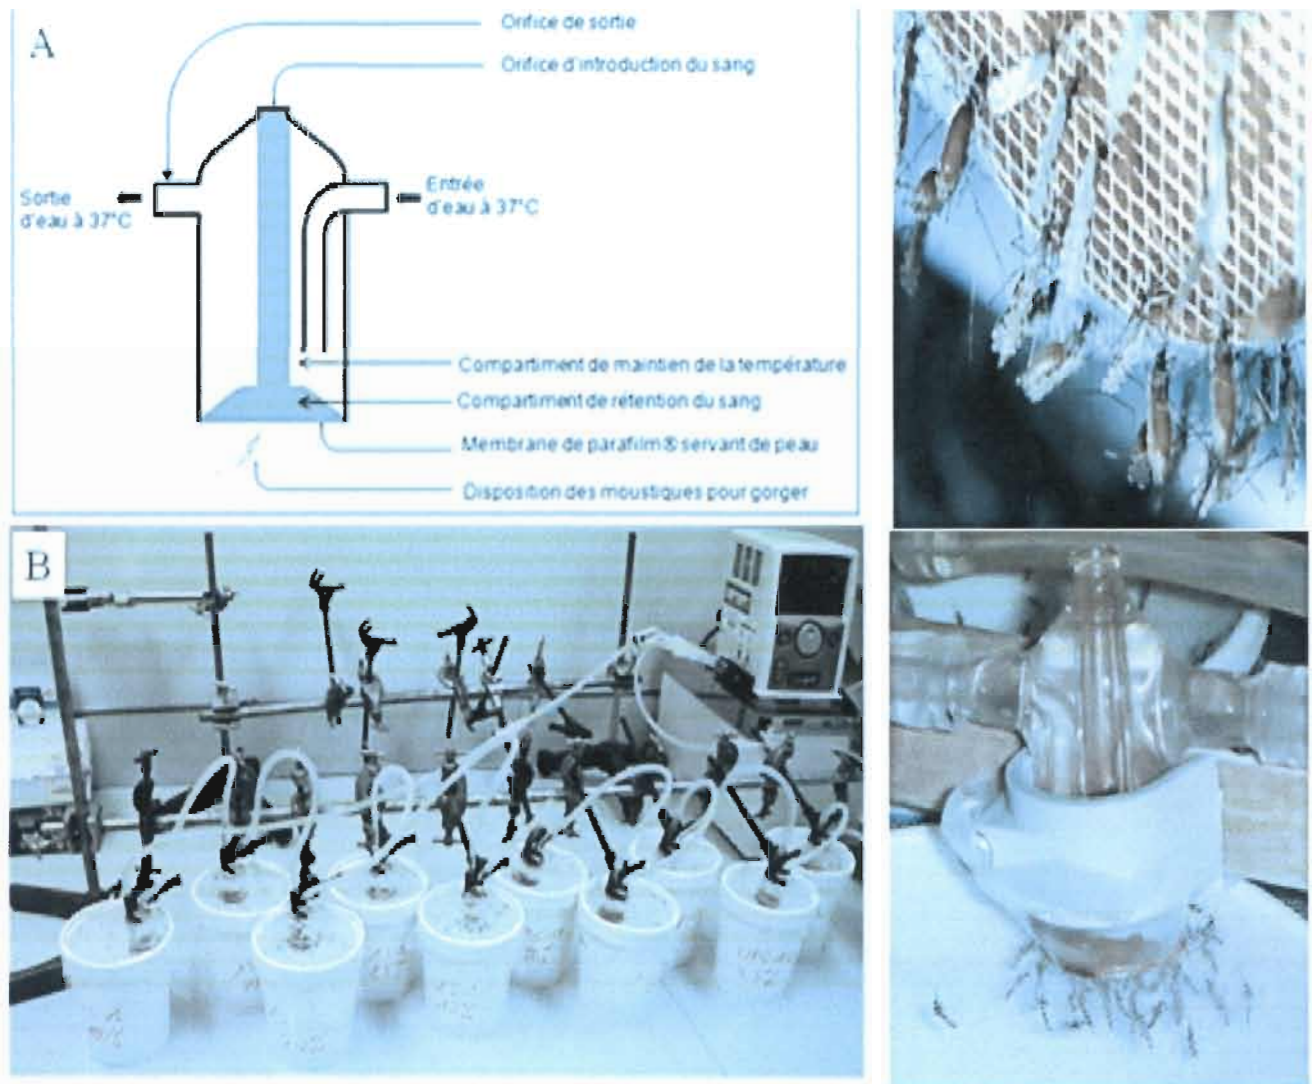 A
Orifice de sortie
Orifice d'introduction du sang
Sortie
d'eau à 37°C
Entrée
d'eau à 37°C
Compartiment de maintien de la température
Compartiment de rétention du sang
Membrane de parafilm® servant de peau
Disposition des moustiques pour gorger
B